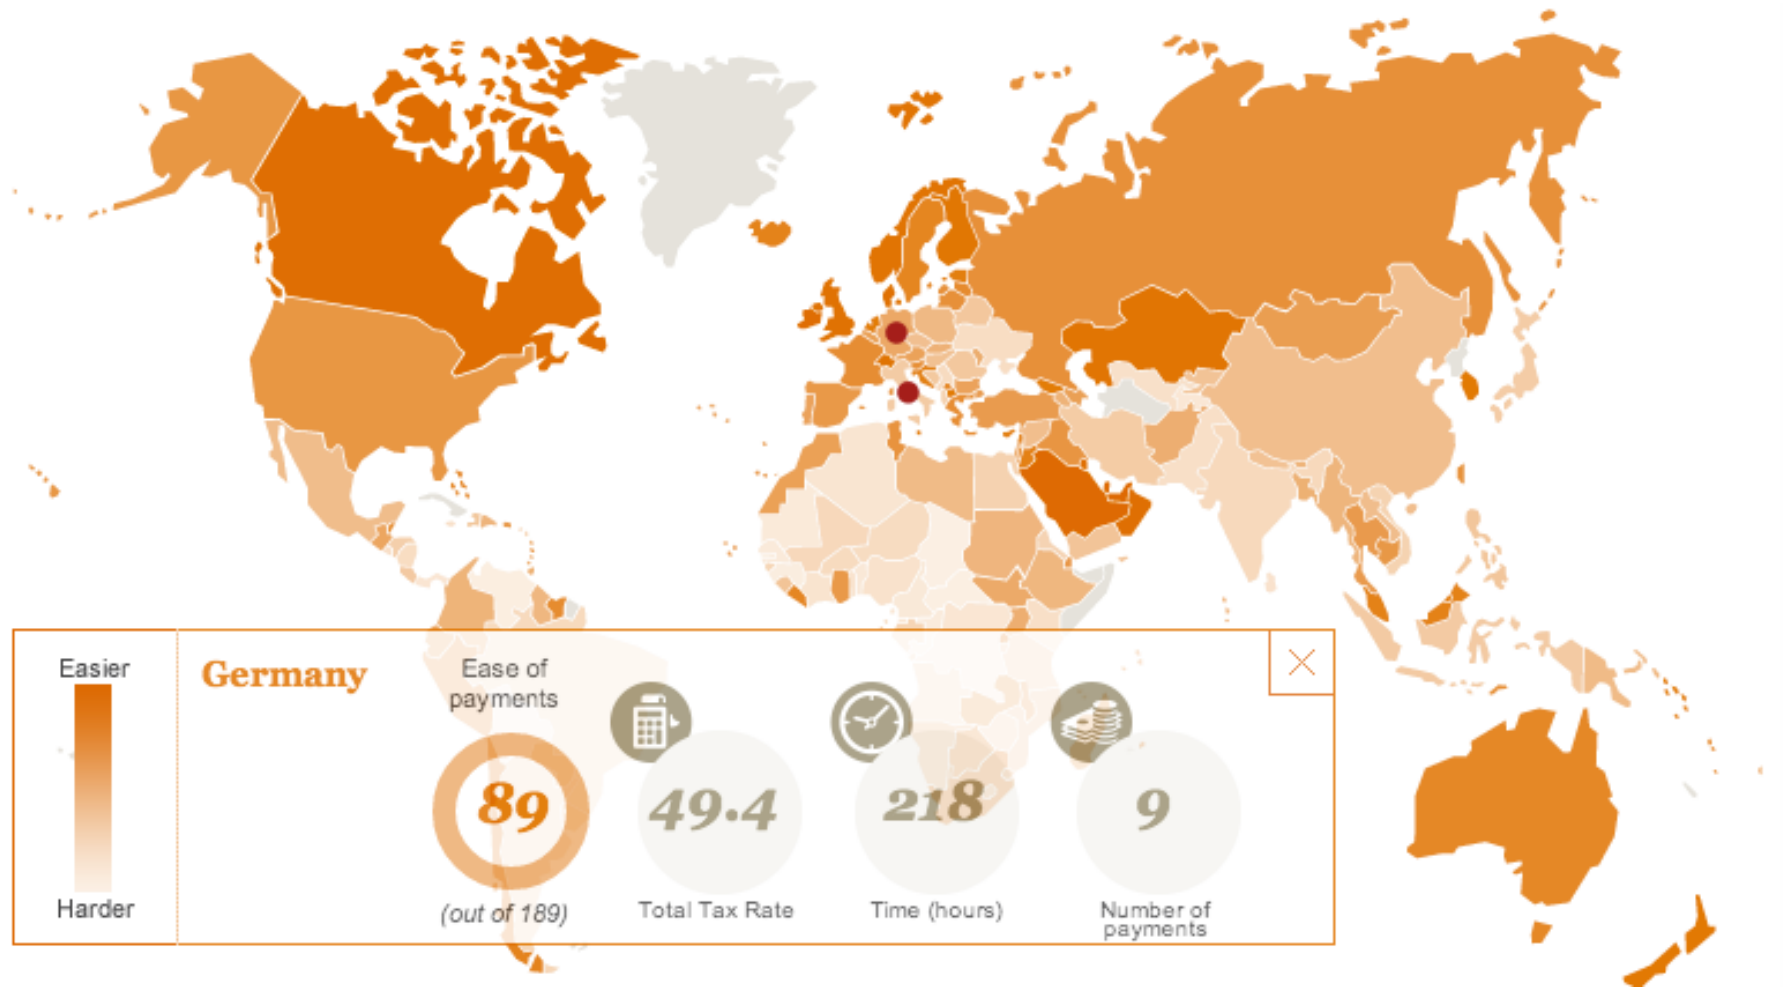 Easier
Harder
Germany
Ease of
payments
89
(out of 189)
49.4
Total Tax Rate
218
Time (hours)
9
Number of
payments